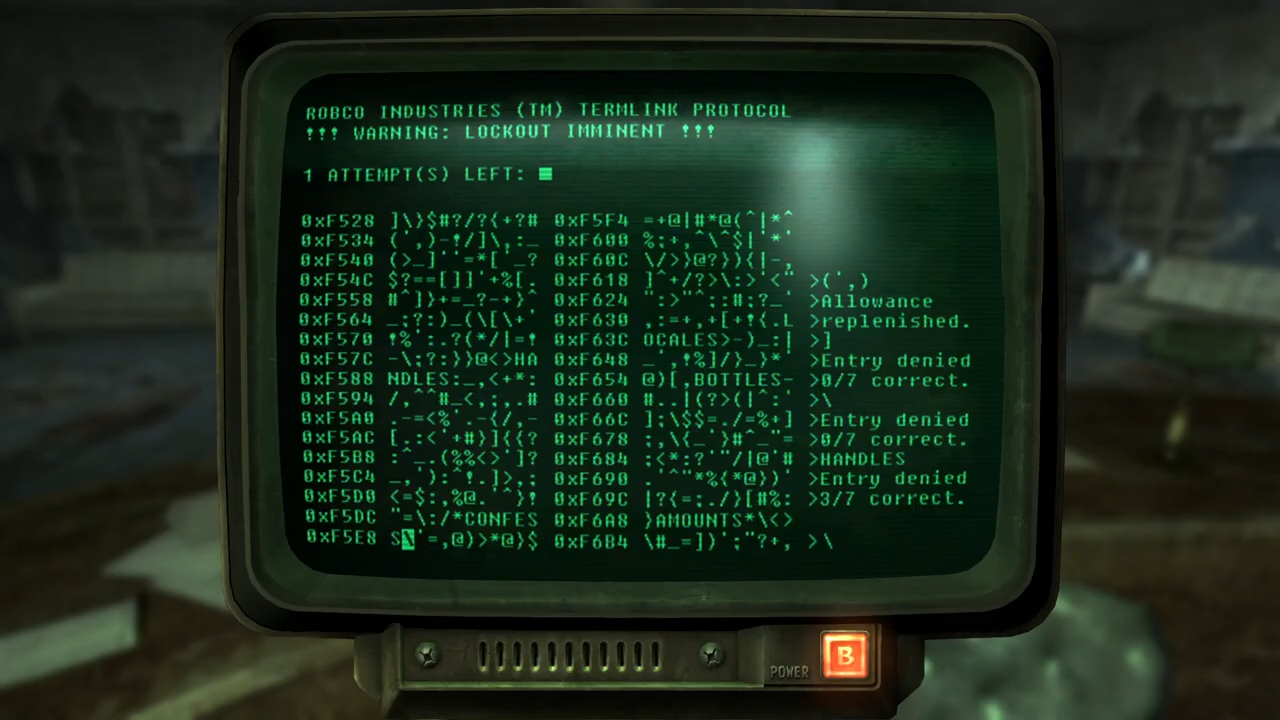 ROBCO INDUSTRIES (TM) TERMLINK PROTOCOL
!!! WARNING: LOCKOUT IMMINENT !!!
1 ATTEMPT(S) LEFT:
0xF528 ]\}$#?/?{+?# 0xF5F4 =+@|#*@(^|*^
0xF534 (',)-!/]\,:_ 0xF600 %;+,^\^$|'*'
0xF540 (>_]''=*['_? 0xF60C \/>}@?}){|-,
0xF54C $?==[]]'+%[. 0xF618 ]^+/?>\:>'<" >(',)
0xF558 #^]}+=_?-+}^ 0xF624 ":>"^;:#;?_' >Allowance
0xF564 _;?:)_(\[\+' 0xF630 ,:=+,+[+!{.L >replenished.
0xF570 !%":.?(*/|=! 0xF63C OCALES>-)_:| >]
0xF57C -\;?:}}@<>HA 0xF648 _',!%]/}_}*' >Entry denied
0xF588 NDLES:_,<+*: 0xF654 @)[,BOTTLES- >0/7 correct.
0xF594 /,^^#_<,;,.# 0xF660 #..|(?>(|^:' >\
0xF5A0 .-=<%'.-{/,- 0xF66C ];\$$=./=%+] >Entry denied
0xF5AC [.:<'+#}]{{? 0xF678 :,\{_'}#^_"= >0/7 correct.
0xF5B8 :^_.(%%<>']? 0xF684 ;<*:?'"/|@'# >HANDLES
0xF5C4 _,'):^!.]>,; 0xF690 .'^"*%{*@})' >Entry denied
0xF5D0 <=$:,%@.'^}! 0xF69C |?{=;./}[#%: >3/7 correct.
0xF5DC "=\:/*CONFES 0xF6A8 }AMOUNTS*\<>
0xF5E8 S\'=,@)>*@}$ 0xF6B4 \#_=])';"?+, >\
POWER
B